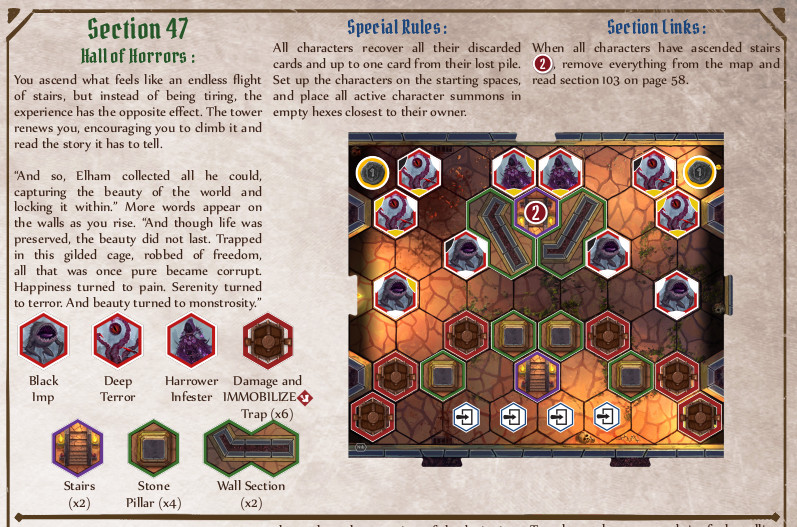 Section 47
Hall of Horrors :
You ascend what feels like an endless flight
of stairs, but instead of being tiring, the
experience has the opposite effect. The tower
renews you, encouraging you to climb it and
read the story it has to tell.
“And so, Elham collected all he could,
capturing the beauty of the world and
locking it within.” More words appear on
the walls as you rise. “And though life was
preserved, the beauty did not last. Trapped
in this gilded cage, robbed of freedom,
all that was once pure became corrupt.
Happiness turned to pain. Serenity turned
to terror. And beauty turned to monstrosity.”
Black
Imp
Deep
Terror
Harrower
Infester
Damage and
IMMOBILIZE
Trap (x6)
Stairs
(x2)
Stone
Pillar (x4)
Wall Section
(x2)
Special Rules:
All characters recover all their discarded
cards and up to one card from their lost pile.
Set up the characters on the starting spaces,
and place all active character summons in
empty hexes closest to their owner.
Section Links:
When all characters have ascended stairs
2, remove everything from the map and
read section 103 on page 58.
1
1
2